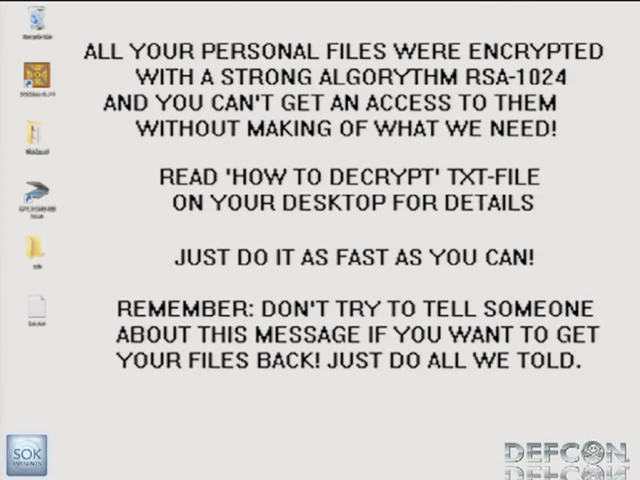 ALL YOUR PERSONAL FILES WERE ENCRYPTED
WITH A STRONG ALGORYTHM RSA-1024
AND YOU CAN'T GET AN ACCESS TO THEM
WITHOUT MAKING OF WHAT WE NEED!
READ 'HOW TO DECRYPT' TXT-FILE
ON YOUR DESKTOP FOR DETAILS
JUST DO IT AS FAST AS YOU CAN!
REMEMBER: DON'T TRY TO TELL SOMEONE
ABOUT THIS MESSAGE IF YOU WANT TO GET
YOUR FILES BACK! JUST DO ALL WE TOLD.
SOK
DEFCON.